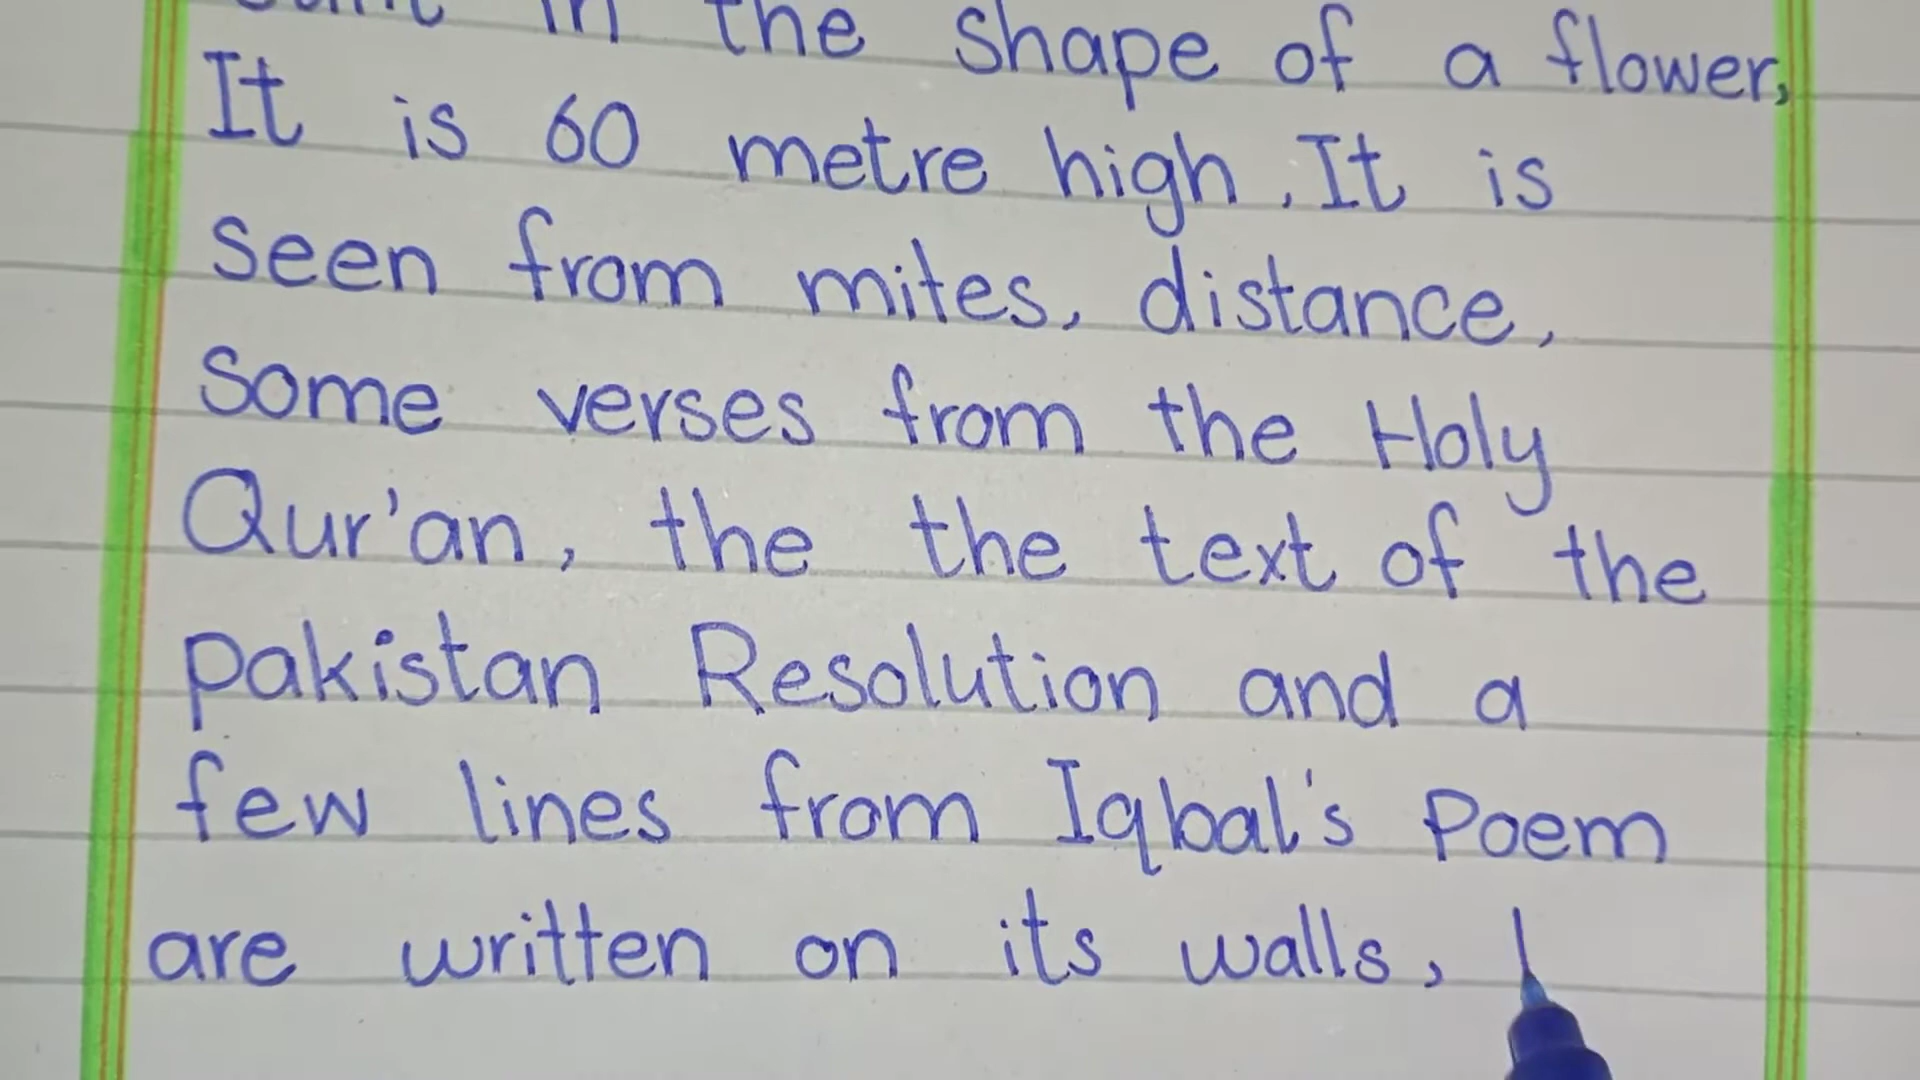 in the shape of a flower,
It is 60 metre high. It is
seen from mites, distance,
Some verses from the Holy
Qur'an, the the text of the
pakistan Resolution and a
few lines from Iqbal's Poem
are written on its walls,